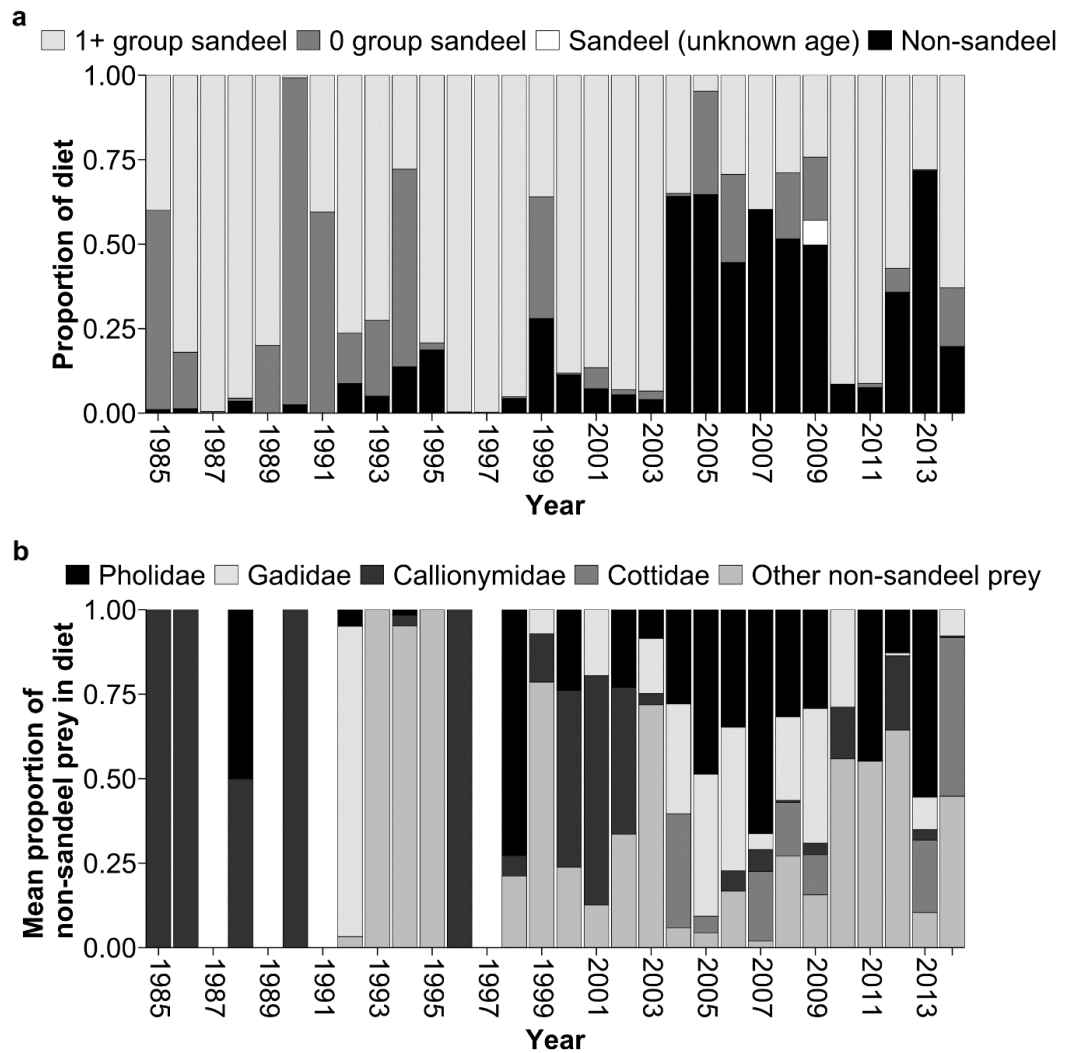 a
1+ group sandeel 0 group sandeel Sandeel (unknown age) Non-sandeel
Proportion of diet
1.00
0.75
0.50
0.25
0.00
1985 1987 1989 1991 1993 1995 1997 1999 2001 2003 2005 2007 2009 2011 2013
Year
b
Pholidae Gadidae Callionymidae Cottidae Other non-sandeel prey
Mean proportion of
non-sandeel prey in diet
1.00
0.75
0.50
0.25
0.00
1985 1987 1989 1991 1993 1995 1997 1999 2001 2003 2005 2007 2009 2011 2013
Year